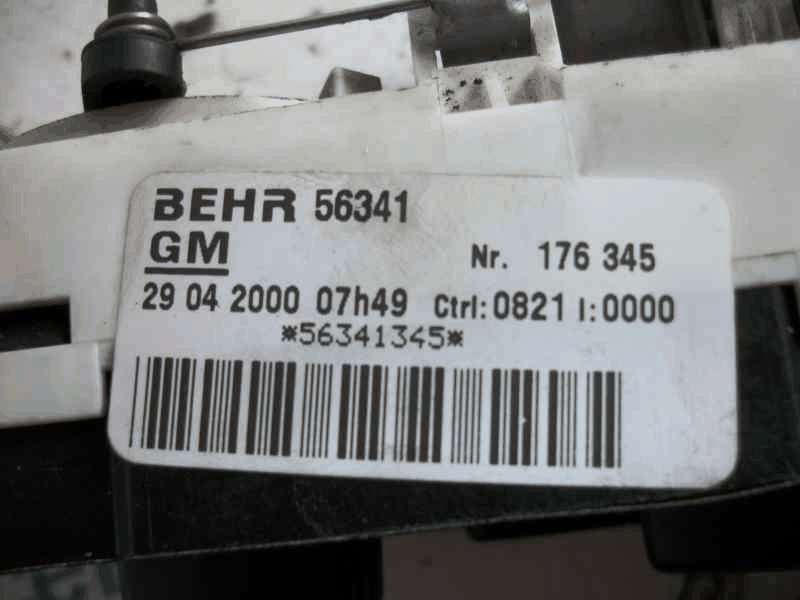 BEHR 56341
GM Nr. 176 345
29 04 2000 07h49 Ctrl:0821 I:0000
*56341345*